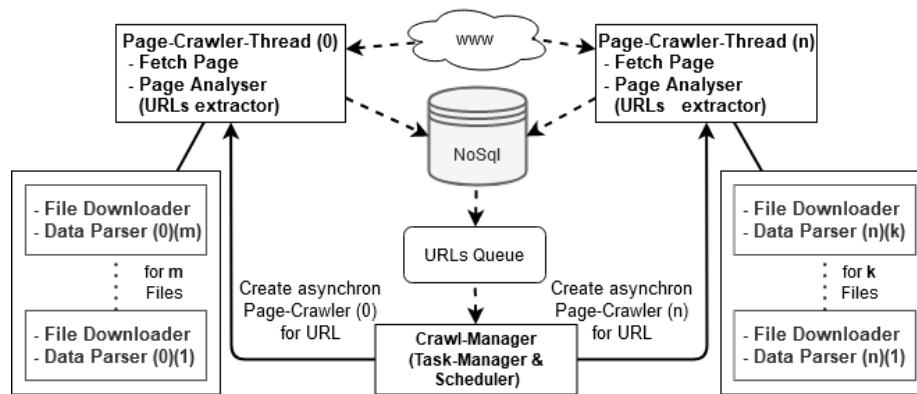 Page-Crawler-Thread (0)
- Fetch Page
- Page Analyser
(URLs extractor)
www
Page-Crawler-Thread (n)
- Fetch Page
- Page Analyser
(URLs extractor)
NoSql
- File Downloader
- Data Parser (0)(m)
for m
Files
- File Downloader
- Data Parser (0)(1)
URLs Queue
- File Downloader
- Data Parser (n)(k)
for k
Files
- File Downloader
- Data Parser (n)(1)
Create asynchron
Page-Crawler (0)
for URL
Create asynchron
Page-Crawler (n)
for URL
Crawl-Manager
(Task-Manager &
Scheduler)